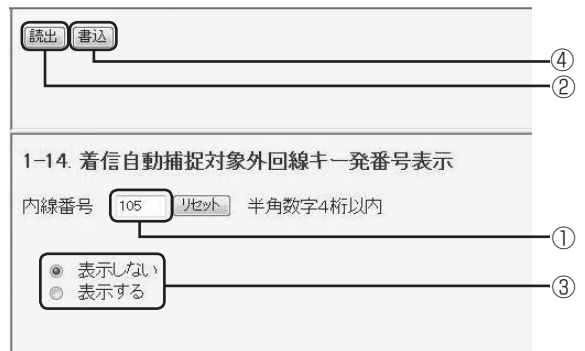 読出 書込
④
②
1-14. 着信自動捕捉対象外回線キー発番号表示
内線番号 105 リセット 半角数字4桁以内
①
表示しない
表示する
③